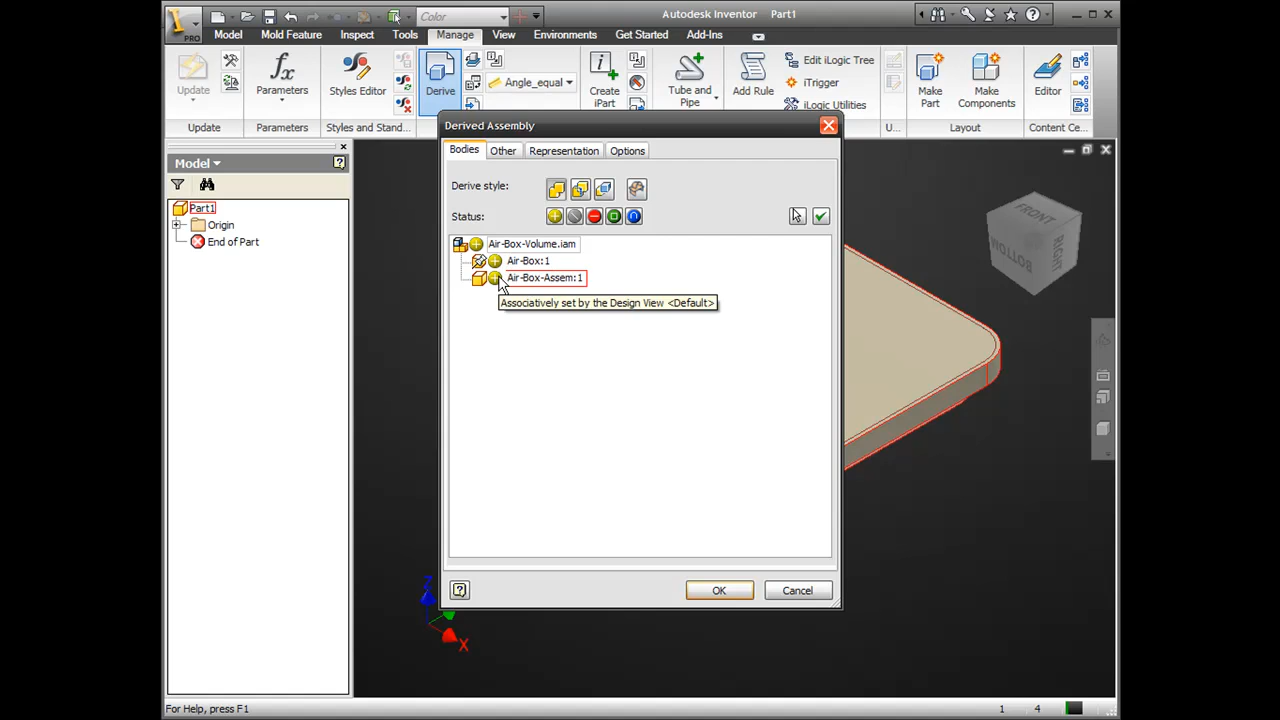 PRO
Color
Autodesk Inventor Part1
Model Mold Feature Inspect Tools Manage View Environments Get Started Add-Ins
Update
Parameters
Styles Editor
Derive
Angle_equal
Create
iPart
Tube and
Pipe
Add Rule
Edit iLogic Tree
iTrigger
iLogic Utilities
Make
Part
Make
Components
Editor
Update Parameters Styles and Stand... U... Layout Content Ce...
Model
Part1
Origin
End of Part
Derived Assembly
Bodies Other Representation Options
Derive style:
Status:
Air-Box-Volume.iam
Air-Box:1
Air-Box-Assem:1
Associatively set by the Design View <Default>
OK Cancel
FRONT
RIGHT
BOTTOM
Z
X
For Help, press F1
1 4